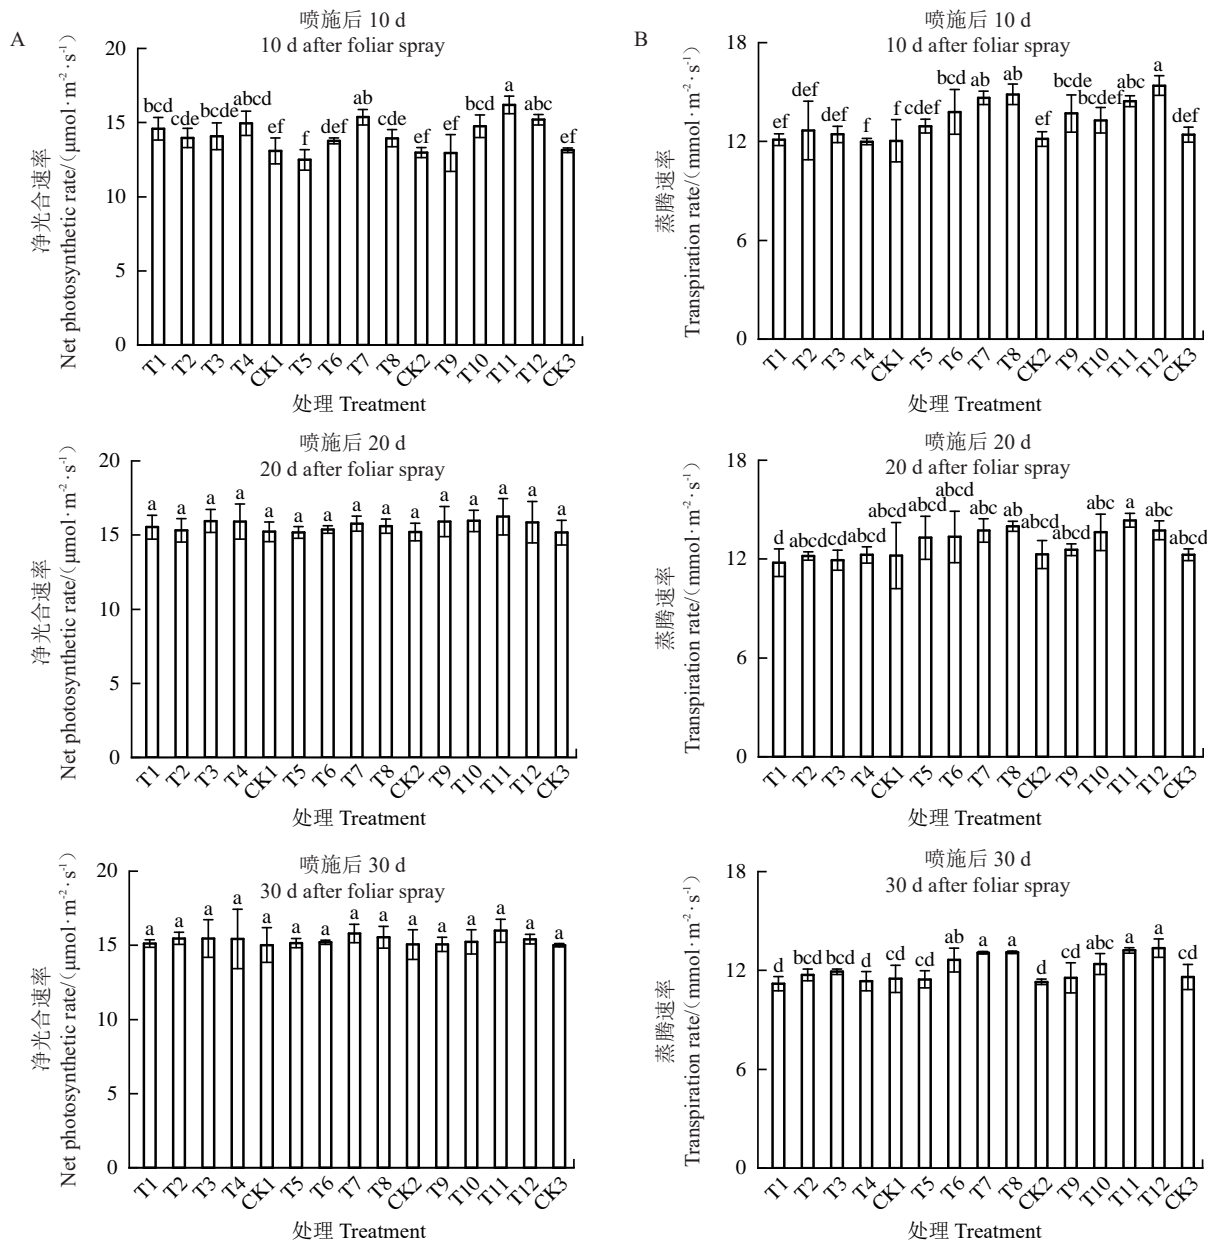 A
喷施后 10 d
10 d after foliar spray
净光合速率
Net photosynthetic rate/(μmol·m⁻²·s⁻¹)
20
15
10
5
0
bcd cde bcde abcd ef f def ab cde ef ef bcd a abc ef
T1 T2 T3 T4 CK1 T5 T6 T7 T8 CK2 T9 T10 T11 T12 CK3
处理 Treatment
B
喷施后 10 d
10 d after foliar spray
蒸腾速率
Transpiration rate/(mmol·m⁻²·s⁻¹)
18
12
6
0
ef def def f f cdef bcd ab ab ef bcde bcdef abc a def
T1 T2 T3 T4 CK1 T5 T6 T7 T8 CK2 T9 T10 T11 T12 CK3
处理 Treatment
喷施后 20 d
20 d after foliar spray
净光合速率
Net photosynthetic rate/(μmol·m⁻²·s⁻¹)
20
15
10
5
0
a a a a a a a a a a a a a a a
T1 T2 T3 T4 CK1 T5 T6 T7 T8 CK2 T9 T10 T11 T12 CK3
处理 Treatment
喷施后 20 d
20 d after foliar spray
蒸腾速率
Transpiration rate/(mmol·m⁻²·s⁻¹)
18
12
6
0
d abcd cd abcd abcd abcd abcd abc ab abcd abcd abc a abc abcd
T1 T2 T3 T4 CK1 T5 T6 T7 T8 CK2 T9 T10 T11 T12 CK3
处理 Treatment
喷施后 30 d
30 d after foliar spray
净光合速率
Net photosynthetic rate/(μmol·m⁻²·s⁻¹)
20
15
10
5
0
a a a a a a a a a a a a a a a
T1 T2 T3 T4 CK1 T5 T6 T7 T8 CK2 T9 T10 T11 T12 CK3
处理 Treatment
喷施后 30 d
30 d after foliar spray
蒸腾速率
Transpiration rate/(mmol·m⁻²·s⁻¹)
18
12
6
0
d bcd bcd d cd cd ab a a d cd abc a a cd
T1 T2 T3 T4 CK1 T5 T6 T7 T8 CK2 T9 T10 T11 T12 CK3
处理 Treatment